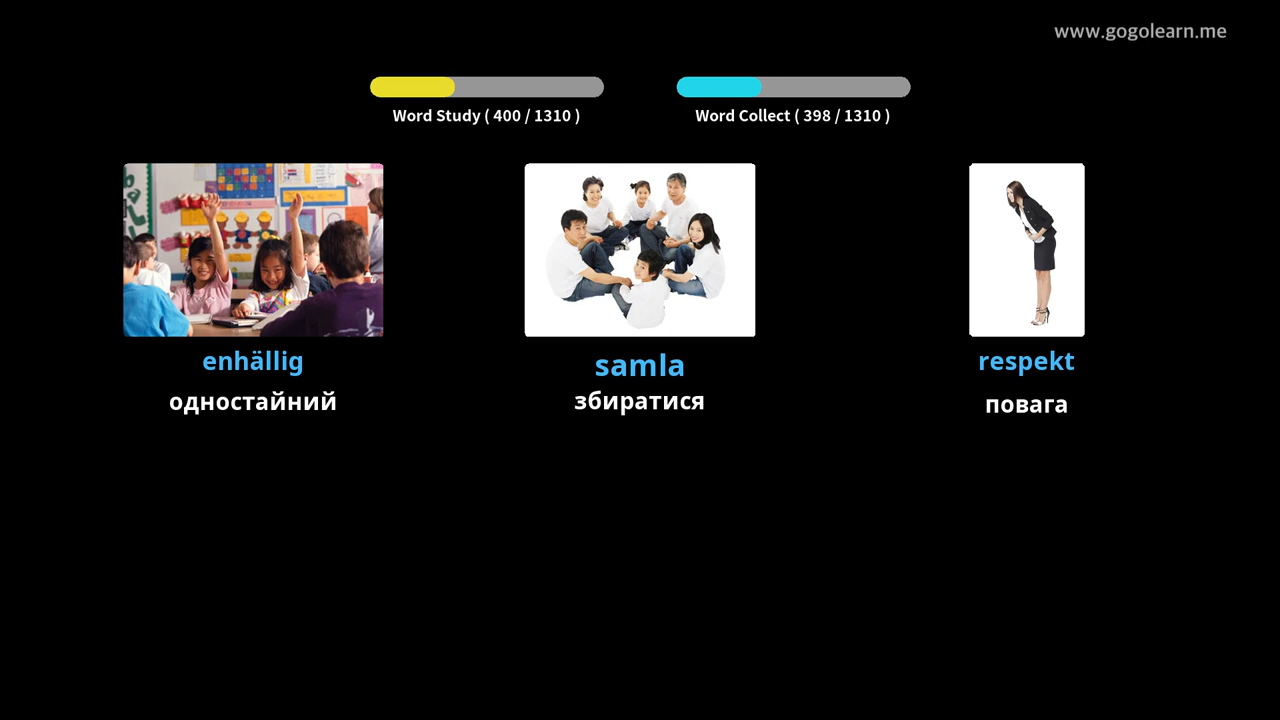 www.gogolearn.me
Word Study ( 400 / 1310 )
Word Collect ( 398 / 1310 )
enhällig
samla
respekt
одностайний
збиратися
повага